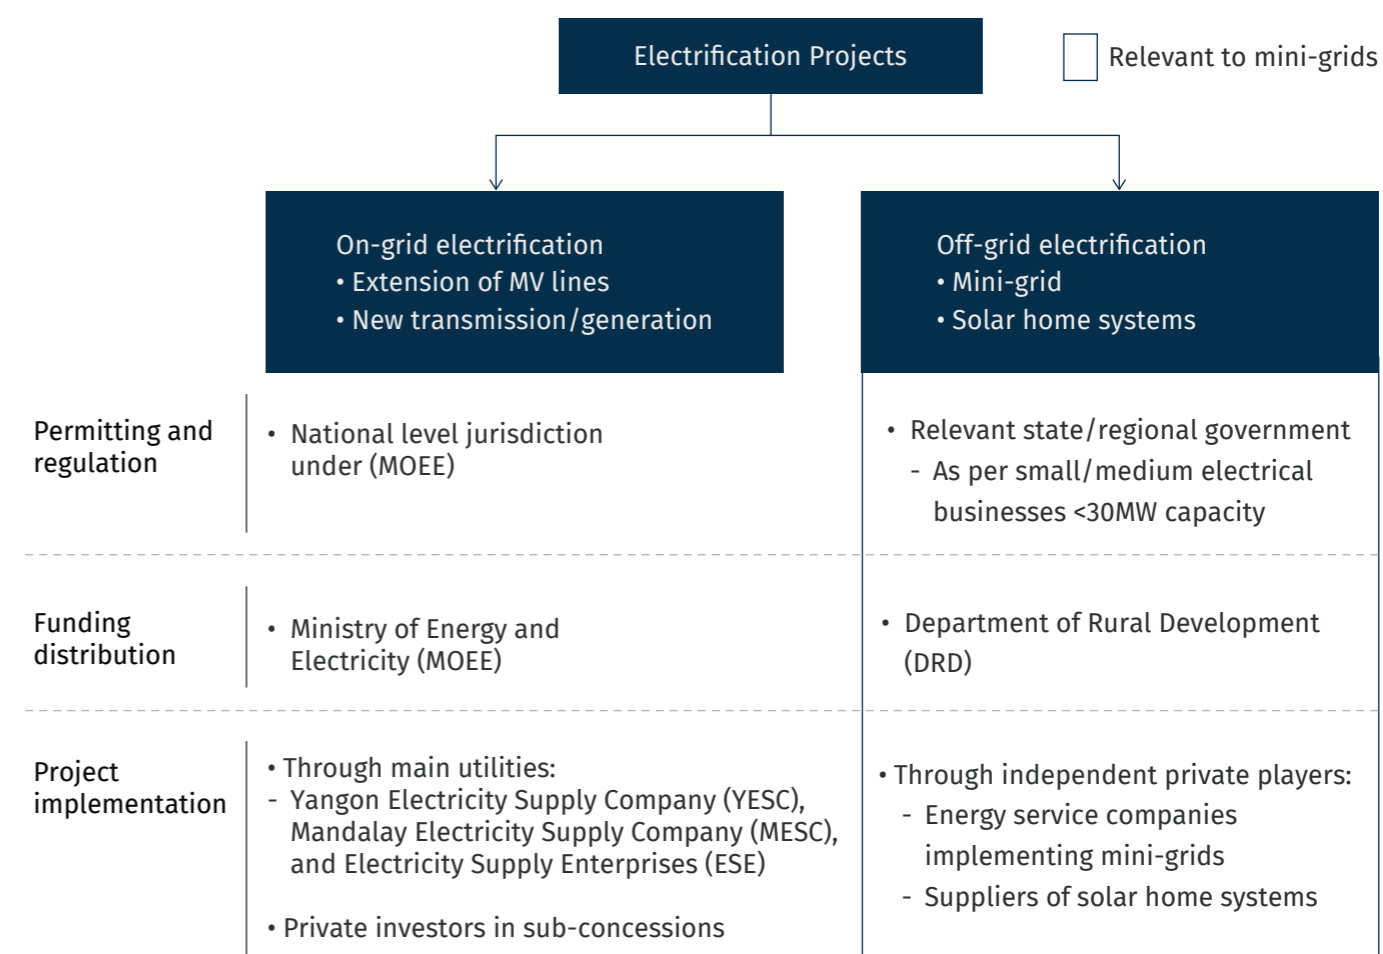 Electrification Projects
Relevant to mini-grids
On-grid electrification
• Extension of MV lines
• New transmission/generation
Off-grid electrification
• Mini-grid
• Solar home systems
Permitting and
regulation
• National level jurisdiction
under (MOEE)
• Relevant state/regional government
- As per small/medium electrical
businesses <30MW capacity
Funding
distribution
• Ministry of Energy and
Electricity (MOEE)
• Department of Rural Development
(DRD)
Project
implementation
• Through main utilities:
- Yangon Electricity Supply Company (YESC),
Mandalay Electricity Supply Company (MESC),
and Electricity Supply Enterprises (ESE)
• Private investors in sub-concessions
• Through independent private players:
- Energy service companies
implementing mini-grids
- Suppliers of solar home systems